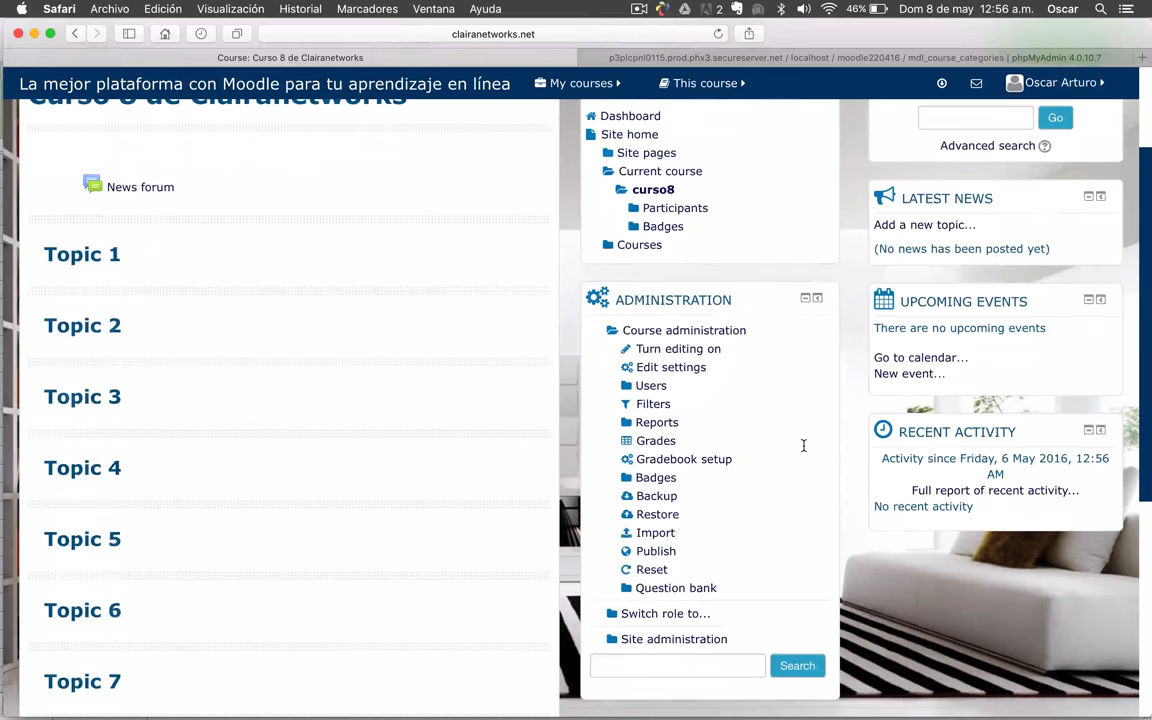 Safari Archivo Edición Visualización Historial Marcadores Ventana Ayuda 2 46% Dom 8 de may 12:56 a.m. Oscar
clairanetworks.net
Course: Curso 8 de Clairanetworks
p3plcpnl0115.prod.phx3.secureserver.net / localhost / moodle220416 / mdl_course_categories | phpMyAdmin 4.0.10.7
La mejor plataforma con Moodle para tu aprendizaje en línea My courses This course Oscar Arturo
Curso 8 de Clairanetworks
News forum
Topic 1
Topic 2
Topic 3
Topic 4
Topic 5
Topic 6
Topic 7
Dashboard
Site home
Site pages
Current course
curso8
Participants
Badges
Courses
ADMINISTRATION
Course administration
Turn editing on
Edit settings
Users
Filters
Reports
Grades
Gradebook setup
Badges
Backup
Restore
Import
Publish
Reset
Question bank
Switch role to...
Site administration
Search
Go
Advanced search
LATEST NEWS
Add a new topic...
(No news has been posted yet)
UPCOMING EVENTS
There are no upcoming events
Go to calendar...
New event...
RECENT ACTIVITY
Activity since Friday, 6 May 2016, 12:56
AM
Full report of recent activity...
No recent activity